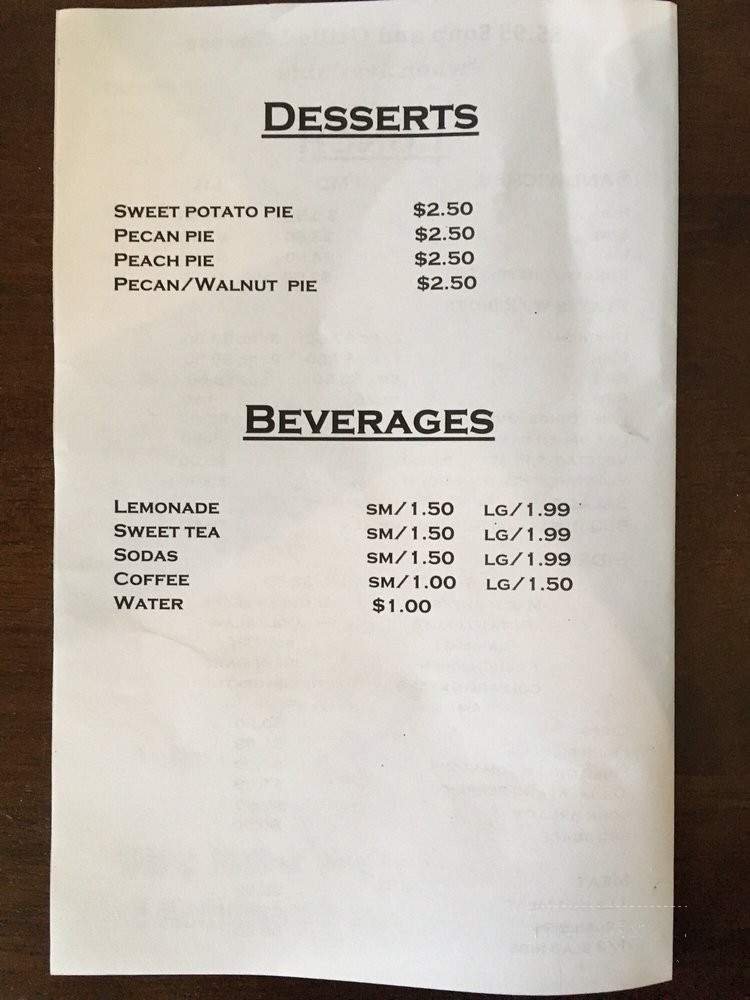 DESSERTS
SWEET POTATO PIE $2.50
PECAN PIE $2.50
PEACH PIE $2.50
PECAN/WALNUT PIE $2.50
BEVERAGES
LEMONADE SM/1.50 LG/1.99
SWEET TEA SM/1.50 LG/1.99
SODAS SM/1.50 LG/1.99
COFFEE SM/1.00 LG/1.50
WATER $1.00